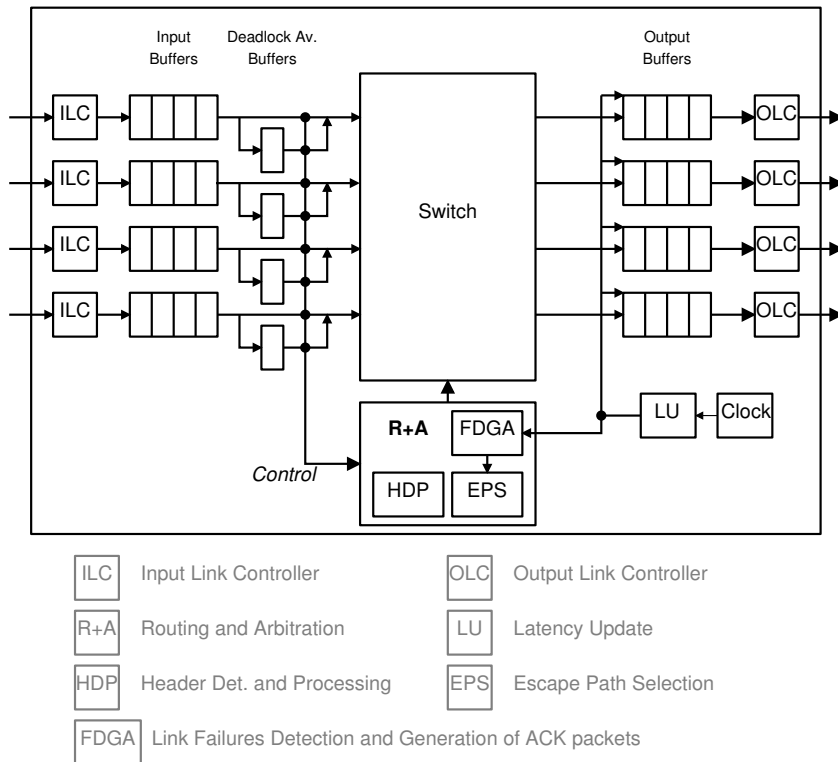 Input Buffers
Deadlock Av. Buffers
Output Buffers
ILC
OLC
ILC
OLC
Switch
ILC
OLC
ILC
OLC
R+A
FDGA
LU
Clock
Control
HDP
EPS
ILC Input Link Controller
OLC Output Link Controller
R+A Routing and Arbitration
LU Latency Update
HDP Header Det. and Processing
EPS Escape Path Selection
FDGA Link Failures Detection and Generation of ACK packets